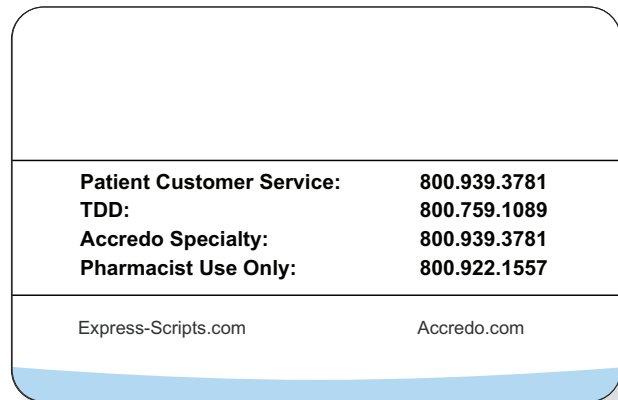 Patient Customer Service: 800.939.3781
TDD: 800.759.1089
Accredo Specialty: 800.939.3781
Pharmacist Use Only: 800.922.1557
Express-Scripts.com Accredo.com